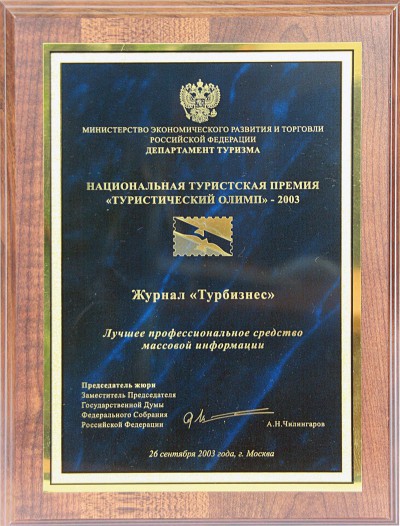 МИНИСТЕРСТВО ЭКОНОМИЧЕСКОГО РАЗВИТИЯ И ТОРГОВЛИ
РОССИЙСКОЙ ФЕДЕРАЦИИ
ДЕПАРТАМЕНТ ТУРИЗМА
НАЦИОНАЛЬНАЯ ТУРИСТСКАЯ ПРЕМИЯ
«ТУРИСТИЧЕСКИЙ ОЛИМП» - 2003
Журнал «Турбизнес»
Лучшее профессиональное средство
массовой информации
Председатель жюри
Заместитель Председателя
Государственной Думы
Федерального Собрания
Российской Федерации
А.Н.Чилингаров
26 сентября 2003 года, г. Москва